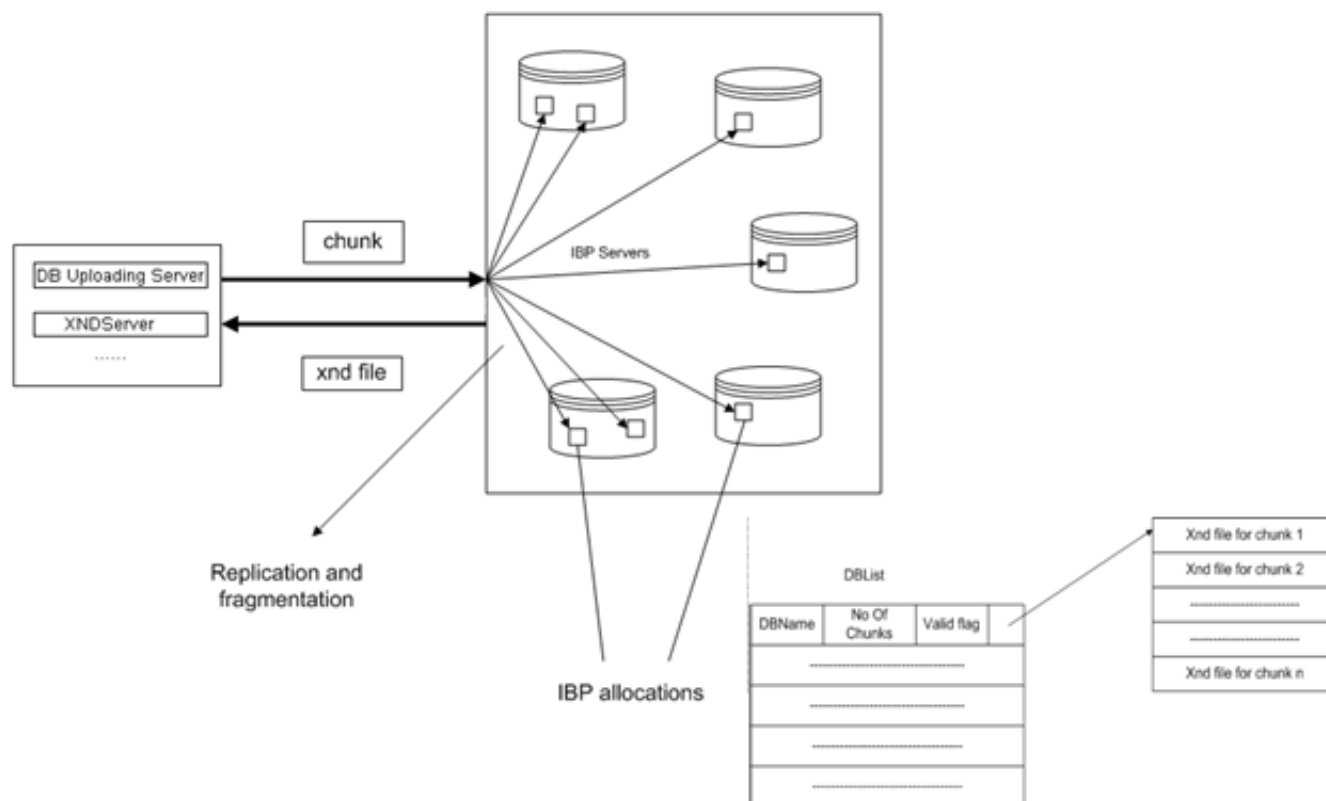 chunk
DB Uploading Server
XNDServer
......
xnd file
IBP Servers
Replication and
fragmentation
IBP allocations
DBList
DBName
No Of
Chunks
Valid flag
Xnd file for chunk 1
Xnd file for chunk 2
Xnd file for chunk n